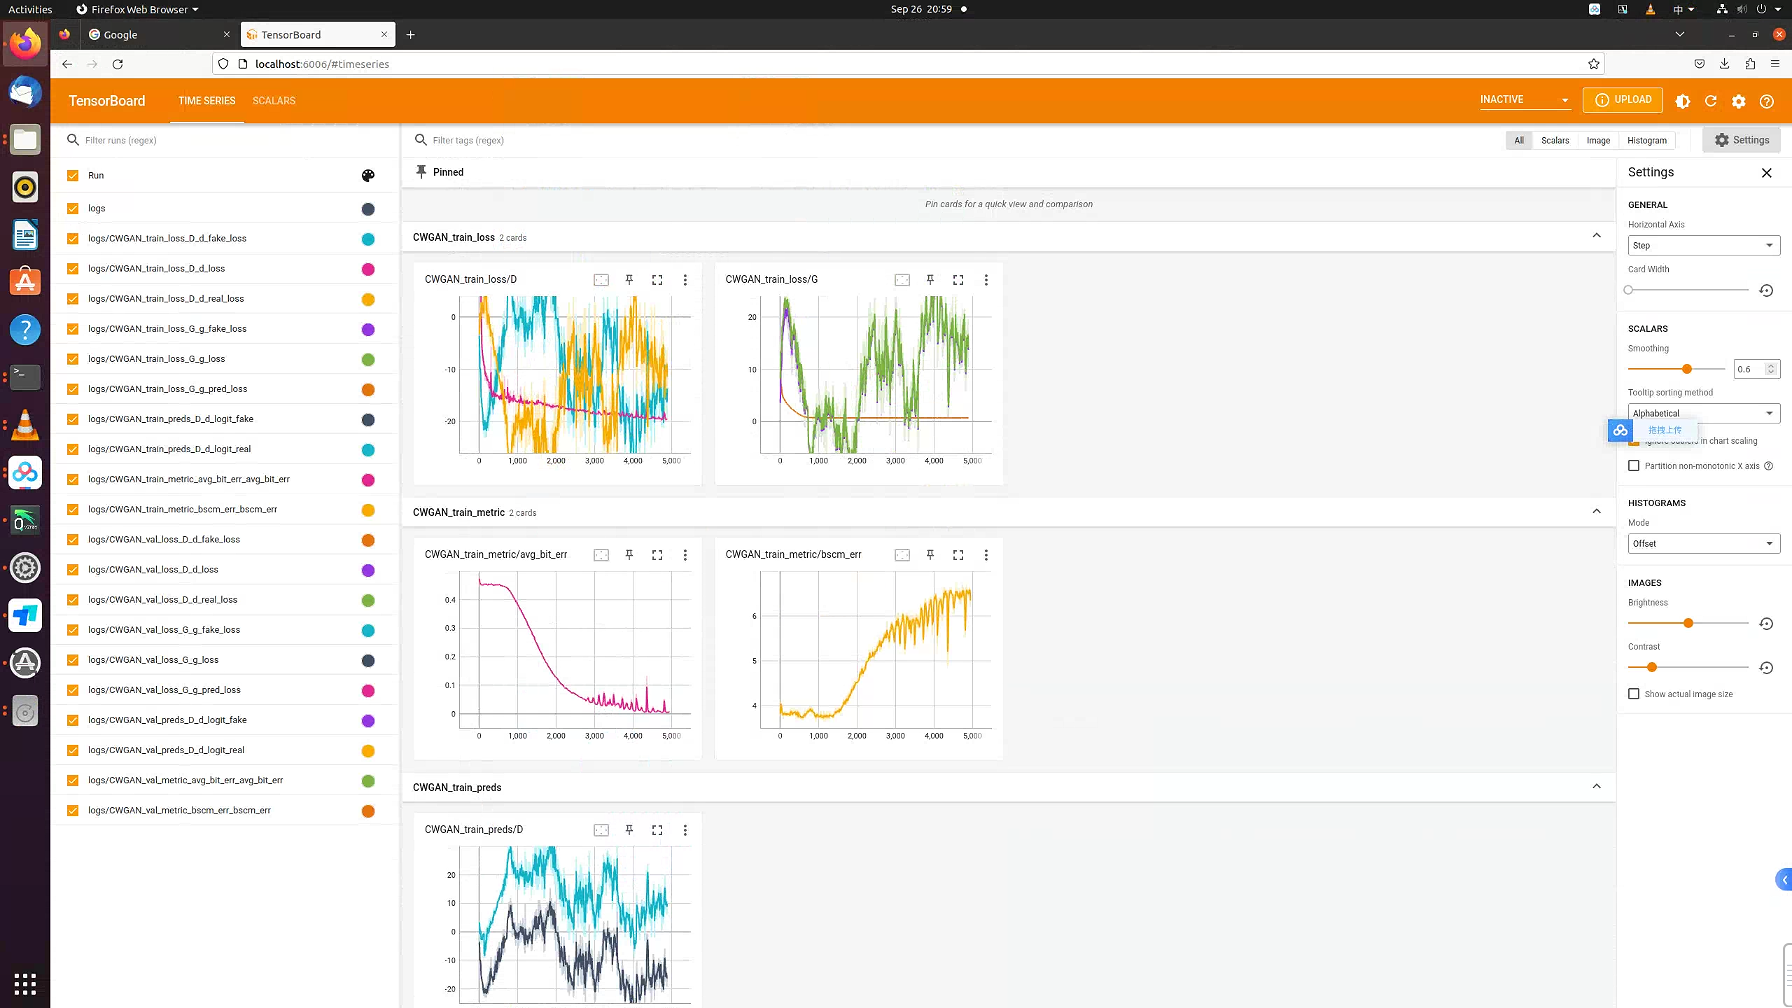 Activities
Firefox Web Browser
Sep 26 20:59
中
Google
TensorBoard
localhost:6006/#timeseries
TensorBoard
TIME SERIES
SCALARS
INACTIVE
UPLOAD
Filter runs (regex)
Filter tags (regex)
All
Scalars
Image
Histogram
Settings
Run
logs
logs/CWGAN_train_loss_D_d_fake_loss
logs/CWGAN_train_loss_D_d_loss
logs/CWGAN_train_loss_D_d_real_loss
logs/CWGAN_train_loss_G_g_fake_loss
logs/CWGAN_train_loss_G_g_loss
logs/CWGAN_train_loss_G_g_pred_loss
logs/CWGAN_train_preds_D_d_logit_fake
logs/CWGAN_train_preds_D_d_logit_real
logs/CWGAN_train_metric_avg_bit_err_avg_bit_err
logs/CWGAN_train_metric_bscm_err_bscm_err
logs/CWGAN_val_loss_D_d_fake_loss
logs/CWGAN_val_loss_D_d_loss
logs/CWGAN_val_loss_D_d_real_loss
logs/CWGAN_val_loss_G_g_fake_loss
logs/CWGAN_val_loss_G_g_loss
logs/CWGAN_val_loss_G_g_pred_loss
logs/CWGAN_val_preds_D_d_logit_fake
logs/CWGAN_val_preds_D_d_logit_real
logs/CWGAN_val_metric_avg_bit_err_avg_bit_err
logs/CWGAN_val_metric_bscm_err_bscm_err
Pinned
Pin cards for a quick view and comparison
CWGAN_train_loss 2 cards
CWGAN_train_loss/D
0
-10
-20
0 1,000 2,000 3,000 4,000 5,000
CWGAN_train_loss/G
20
10
0
0 1,000 2,000 3,000 4,000 5,000
CWGAN_train_metric 2 cards
CWGAN_train_metric/avg_bit_err
0.4
0.3
0.2
0.1
0
0 1,000 2,000 3,000 4,000 5,000
CWGAN_train_metric/bscm_err
6
5
4
0 1,000 2,000 3,000 4,000 5,000
CWGAN_train_preds
CWGAN_train_preds/D
20
10
0
-10
-20
Settings
GENERAL
Horizontal Axis
Step
Card Width
SCALARS
Smoothing
0.6
Tooltip sorting method
Alphabetical
拖拽上传
in chart scaling
Partition non-monotonic X axis
HISTOGRAMS
Mode
Offset
IMAGES
Brightness
Contrast
Show actual image size